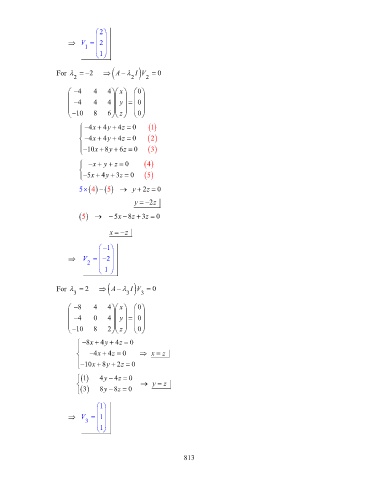 ⇒ V₁ = ( 2 2 1 )
For λ₂ = −2 ⇒ (A − λ₂I)V₂ = 0
( −4 4 4 ) ( x ) ( 0 )
( −4 4 4 ) ( y ) = ( 0 )
( −10 8 6 ) ( z ) ( 0 )
−4x + 4y + 4z = 0 (1)
−4x + 4y + 4z = 0 (2)
−10x + 8y + 6z = 0 (3)
−x + y + z = 0 (4)
−5x + 4y + 3z = 0 (5)
5×(4)−(5) → y + 2z = 0
y = −2z
(5) → −5x − 8z + 3z = 0
x = −z
⇒ V₂ = ( −1 −2 1 )
For λ₃ = 2 ⇒ (A − λ₃I)V₃ = 0
( −8 4 4 ) ( x ) ( 0 )
( −4 0 4 ) ( y ) = ( 0 )
( −10 8 2 ) ( z ) ( 0 )
−8x + 4y + 4z = 0
−4x + 4z = 0 ⇒ x = z
−10x + 8y + 2z = 0
(1) 4y − 4z = 0
→ y = z
(3) 8y − 8z = 0
⇒ V₃ = ( 1 1 1 )
813